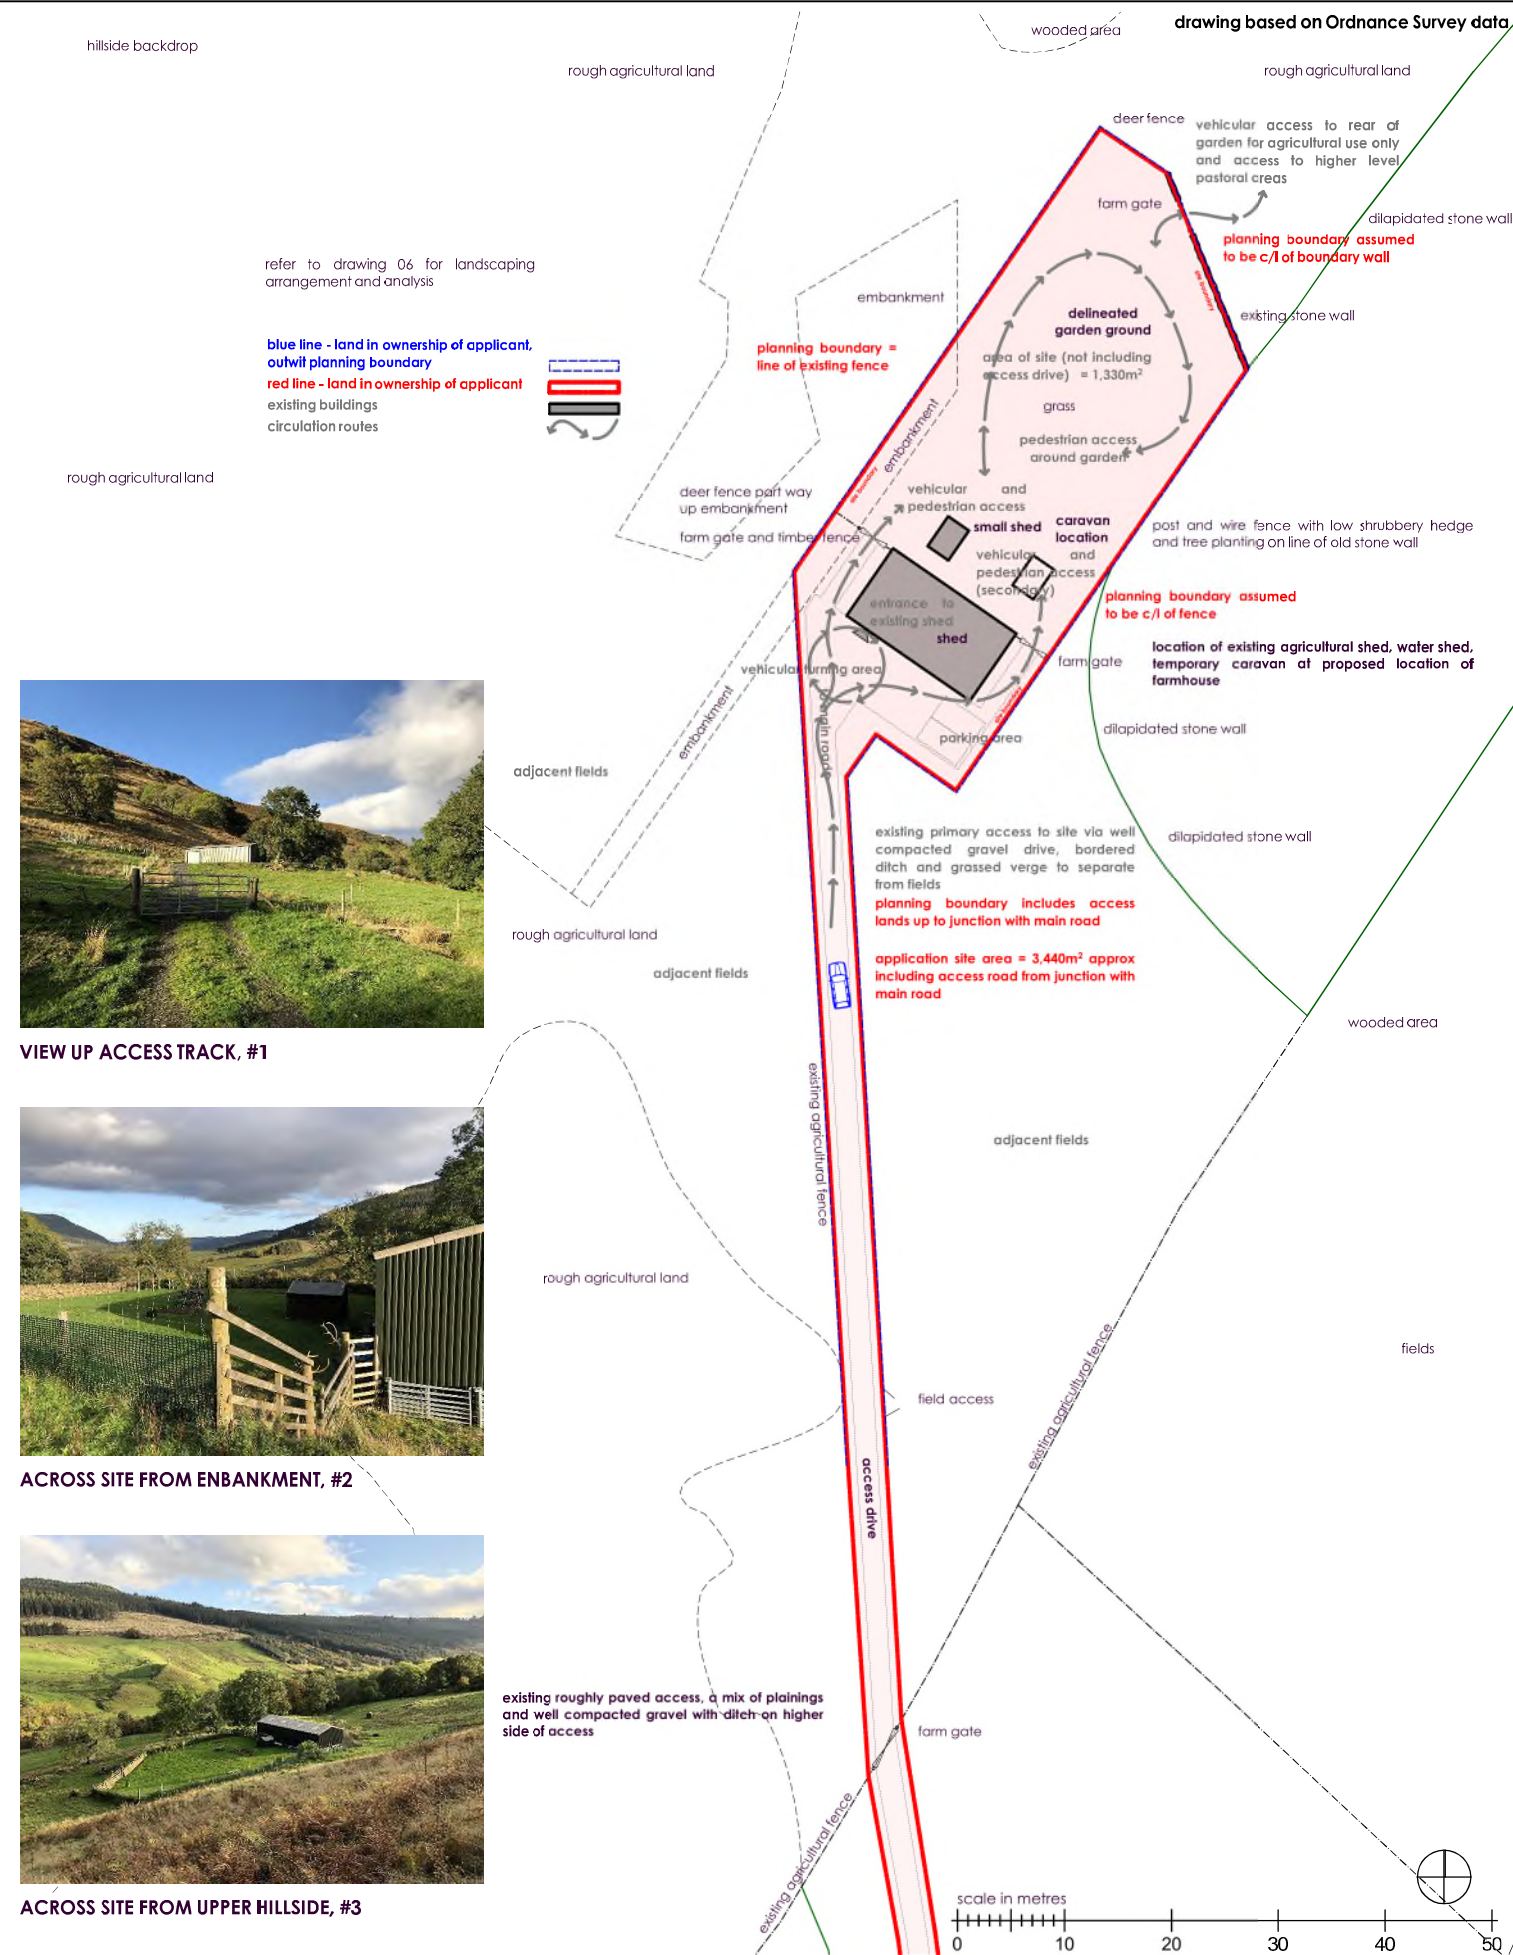 drawing based on Ordnance Survey data
hillside backdrop
wooded area
rough agricultural land
rough agricultural land
deer fence
vehicular access to rear of
garden for agricultural use only
and access to higher level
pastoral creas
farm gate
dilapidated stone wall
planning boundary assumed
to be c/l of boundary wall
site boundary
refer to drawing 06 for landscaping
arrangement and analysis
embankment
delineated
garden ground
existing stone wall
blue line - land in ownership of applicant,
outwit planning boundary
red line - land in ownership of applicant
existing buildings
circulation routes
planning boundary =
line of existing fence
area of site (not including
access drive) = 1,330m²
grass
embankment
pedestrian access
around garden
rough agricultural land
site boundary
deer fence part way
up embankment
farm gate and timber fence
vehicular and
pedestrian access
small shed
caravan
location
post and wire fence with low shrubbery hedge
and tree planting on line of old stone wall
vehicular and
pedestrian access
(secondary)
planning boundary assumed
to be c/l of fence
entrance to
existing shed
shed
location of existing agricultural shed, water shed,
temporary caravan at proposed location of
farmhouse
farm gate
vehicular turning area
embankment
main road
site boundary
parking area
dilapidated stone wall
adjacent fields
existing primary access to site via well
compacted gravel drive, bordered
ditch and grassed verge to separate
from fields
planning boundary includes access
lands up to junction with main road
dilapidated stone wall
rough agricultural land
adjacent fields
application site area = 3,440m² approx
including access road from junction with
main road
wooded area
VIEW UP ACCESS TRACK, #1
existing agricultural fence
adjacent fields
rough agricultural land
fields
existing agricultural fence
field access
ACROSS SITE FROM ENBANKMENT, #2
access drive
existing roughly paved access, a mix of plainings
and well compacted gravel with ditch on higher
side of access
farm gate
existing agricultural fence
ACROSS SITE FROM UPPER HILLSIDE, #3
scale in metres
0 10 20 30 40 50